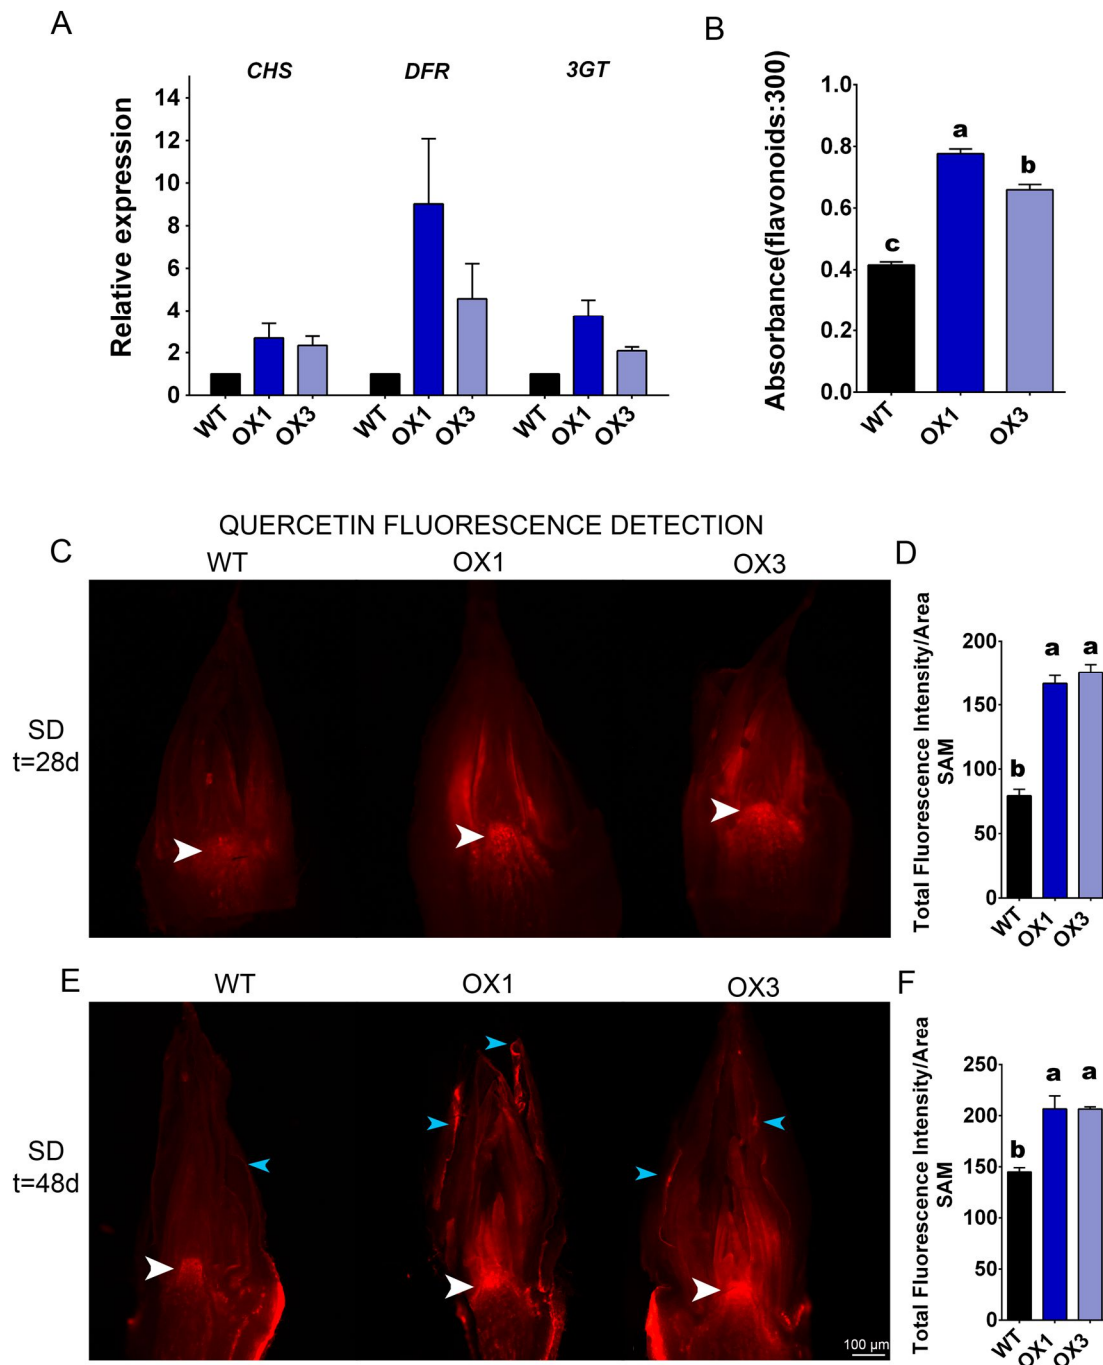 A
CHS DFR 3GT
Relative expression
14
12
10
8
6
4
2
0
WT OX1 OX3 WT OX1 OX3 WT OX1 OX3
B
Absorbance(flavonoids:300)
1.0
0.8
0.6
0.4
0.2
0.0
c a b
WT OX1 OX3
QUERCETIN FLUORESCENCE DETECTION
C
WT OX1 OX3
SD
t=28d
D
Total Fluorescence Intensity/Area
SAM
200
150
100
50
0
b a a
WT OX1 OX3
E
WT OX1 OX3
SD
t=48d
100 µm
F
Total Fluorescence Intensity/Area
SAM
250
200
150
100
50
0
b a a
WT OX1 OX3